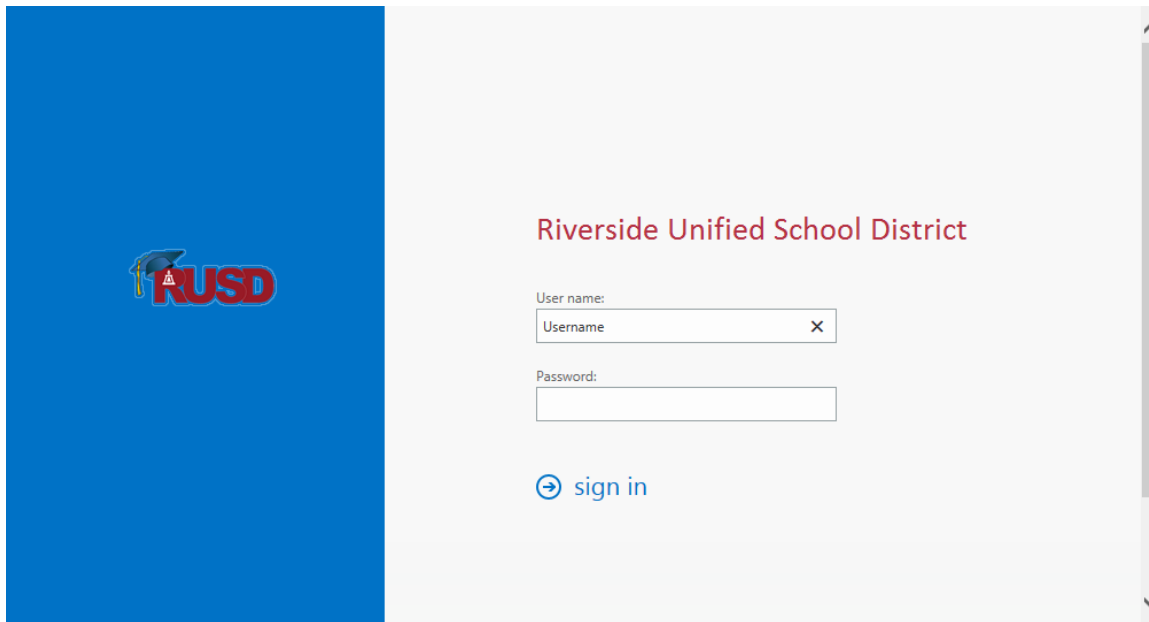 RUSD
Riverside Unified School District
User name:
Username
Password:
sign in